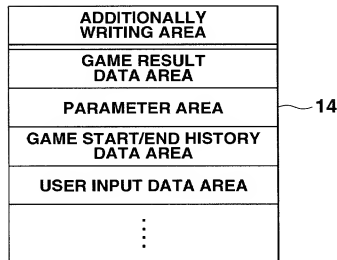 ADDITIONALLY
WRITING AREA
GAME RESULT
DATA AREA
PARAMETER AREA
14
GAME START/END HISTORY
DATA AREA
USER INPUT DATA AREA